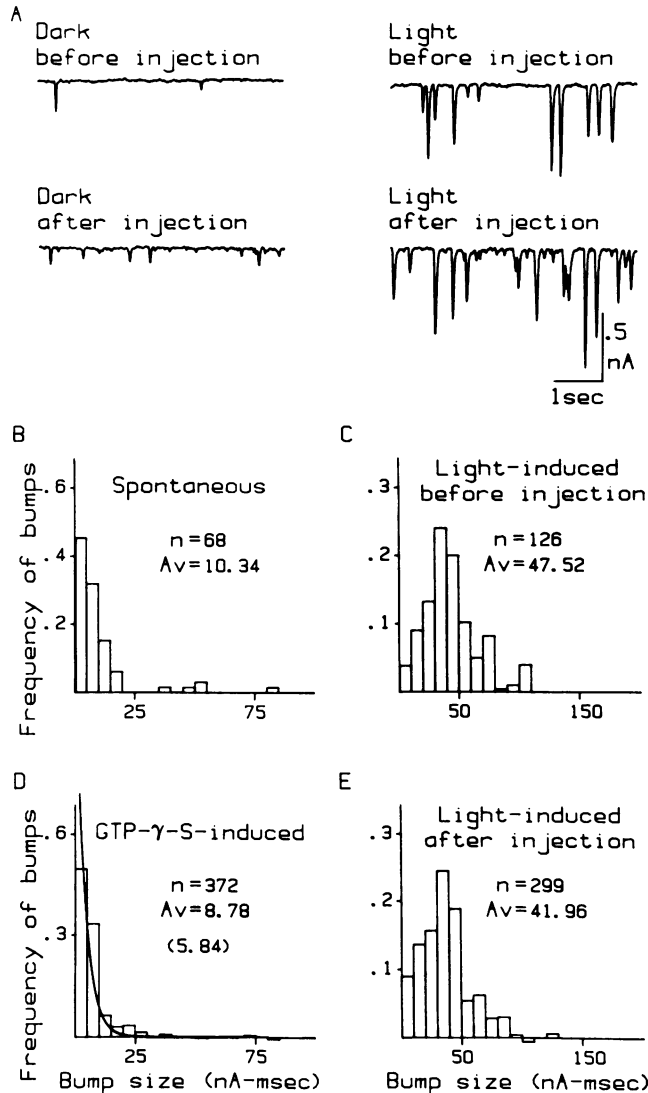 A
Dark
before injection
Light
before injection
Dark
after injection
Light
after injection
.5
nA
1sec
B
Frequency of bumps
.6
.4
.2
Spontaneous
n=68
Av=10.34
25
75
C
.3
.2
.1
Light-induced
before injection
n=126
Av=47.52
50
150
D
Frequency of bumps
.6
.3
GTP-γ-S-induced
n=372
Av=8.78
(5.84)
25
75
Bump size (nA-msec)
E
.3
.2
.1
Light-induced
after injection
n=299
Av=41.96
50
150
Bump size (nA-msec)